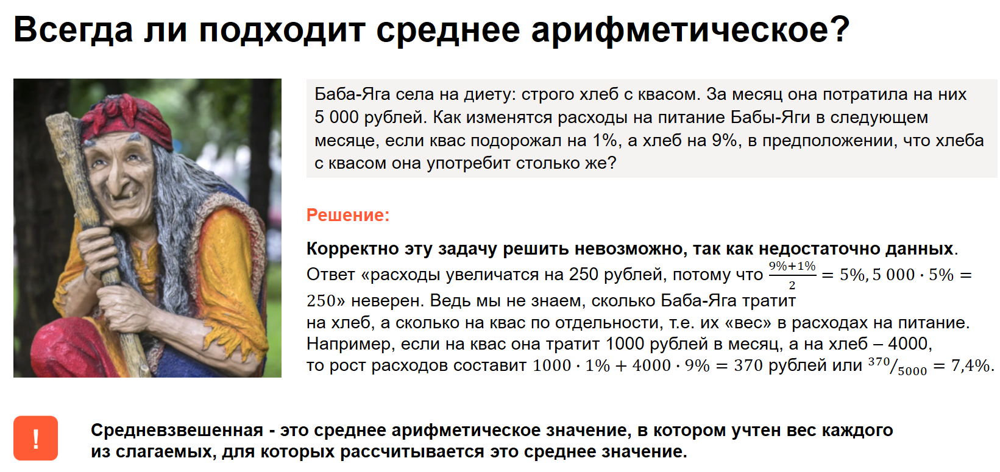 Всегда ли подходит среднее арифметическое?
Баба-Яга села на диету: строго хлеб с квасом. За месяц она потратила на них
5 000 рублей. Как изменятся расходы на питание Бабы-Яги в следующем
месяце, если квас подорожал на 1%, а хлеб на 9%, в предположении, что хлеба
с квасом она употребит столько же?
Решение:
Корректно эту задачу решить невозможно, так как недостаточно данных.
Ответ «расходы увеличатся на 250 рублей, потому что (9%+1%)/2 = 5%, 5 000 · 5% =
250» неверен. Ведь мы не знаем, сколько Баба-Яга тратит
на хлеб, а сколько на квас по отдельности, т.е. их «вес» в расходах на питание.
Например, если на квас она тратит 1000 рублей в месяц, а на хлеб – 4000,
то рост расходов составит 1000 · 1% + 4000 · 9% = 370 рублей или 370/5000 = 7,4%.
!
Средневзвешенная - это среднее арифметическое значение, в котором учтен вес каждого
из слагаемых, для которых рассчитывается это среднее значение.